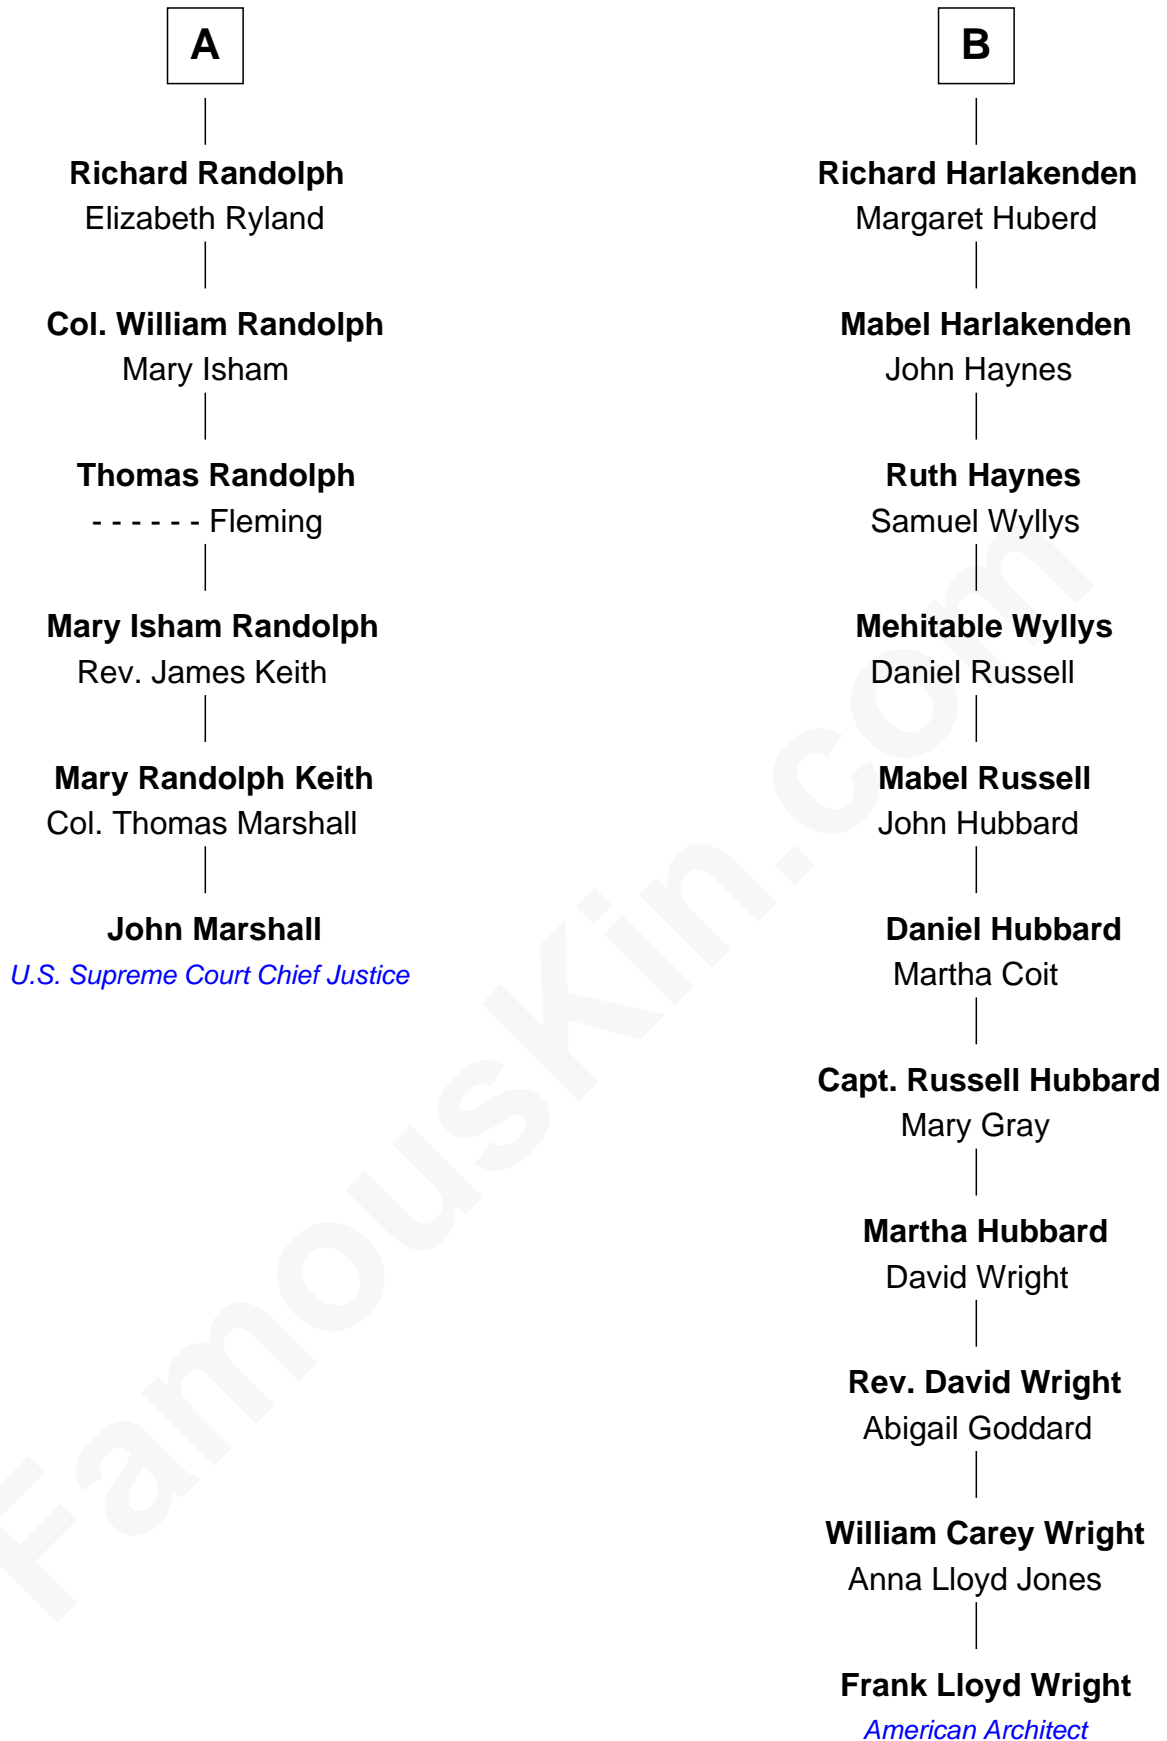 A
Richard Randolph
Elizabeth Ryland
Col. William Randolph
Mary Isham
Thomas Randolph
- - - - - - Fleming
Mary Isham Randolph
Rev. James Keith
Mary Randolph Keith
Col. Thomas Marshall
John Marshall
U.S. Supreme Court Chief Justice
B
Richard Harlakenden
Margaret Huberd
Mabel Harlakenden
John Haynes
Ruth Haynes
Samuel Wyllys
Mehitable Wyllys
Daniel Russell
Mabel Russell
John Hubbard
Daniel Hubbard
Martha Coit
Capt. Russell Hubbard
Mary Gray
Martha Hubbard
David Wright
Rev. David Wright
Abigail Goddard
William Carey Wright
Anna Lloyd Jones
Frank Lloyd Wright
American Architect
FamousKin.com